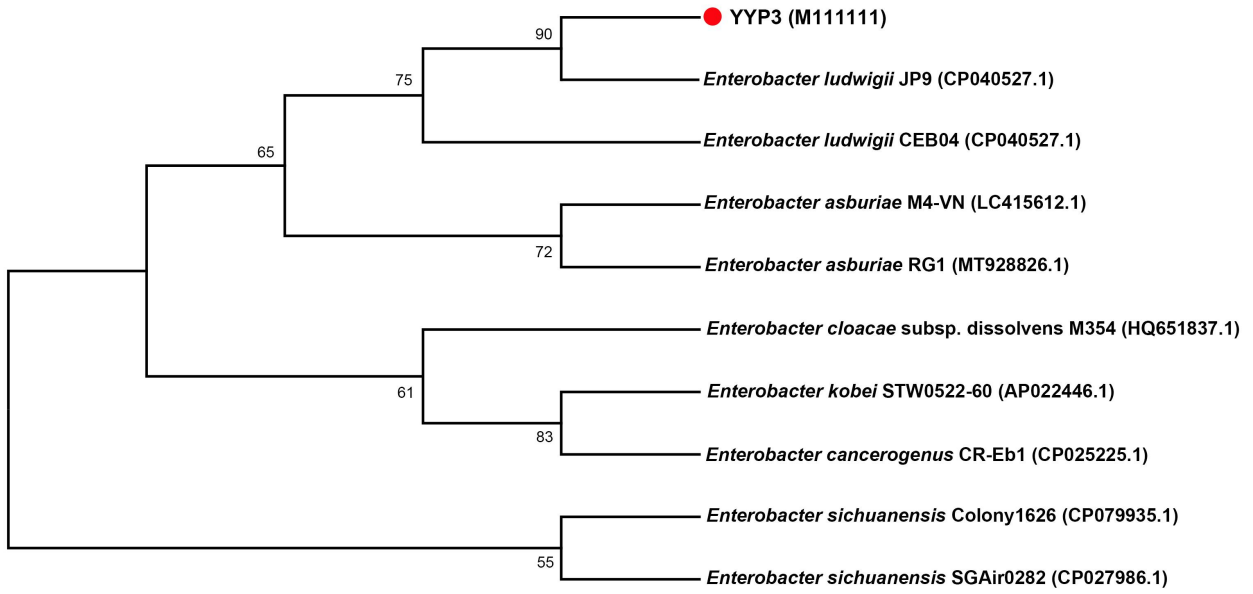 YYP3 (M111111)
90
Enterobacter ludwigii JP9 (CP040527.1)
75
Enterobacter ludwigii CEB04 (CP040527.1)
65
Enterobacter asburiae M4-VN (LC415612.1)
72
Enterobacter asburiae RG1 (MT928826.1)
Enterobacter cloacae subsp. dissolvens M354 (HQ651837.1)
61
Enterobacter kobei STW0522-60 (AP022446.1)
83
Enterobacter cancerogenus CR-Eb1 (CP025225.1)
Enterobacter sichuanensis Colony1626 (CP079935.1)
55
Enterobacter sichuanensis SGAir0282 (CP027986.1)